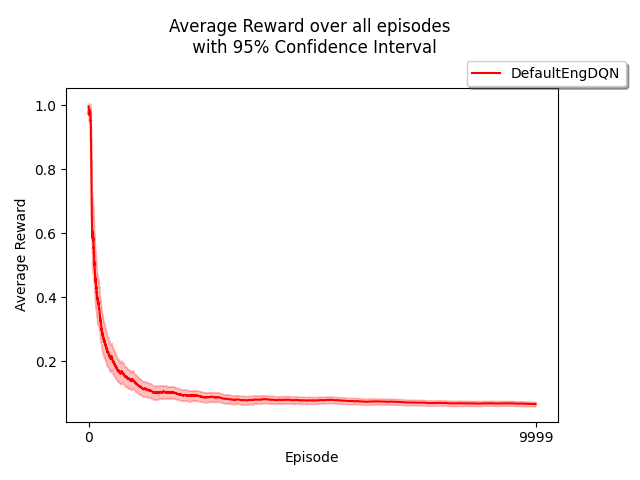 Average Reward over all episodes
with 95% Confidence Interval
DefaultEngDQN
1.0
0.8
0.6
0.4
0.2
Average Reward
0
9999
Episode